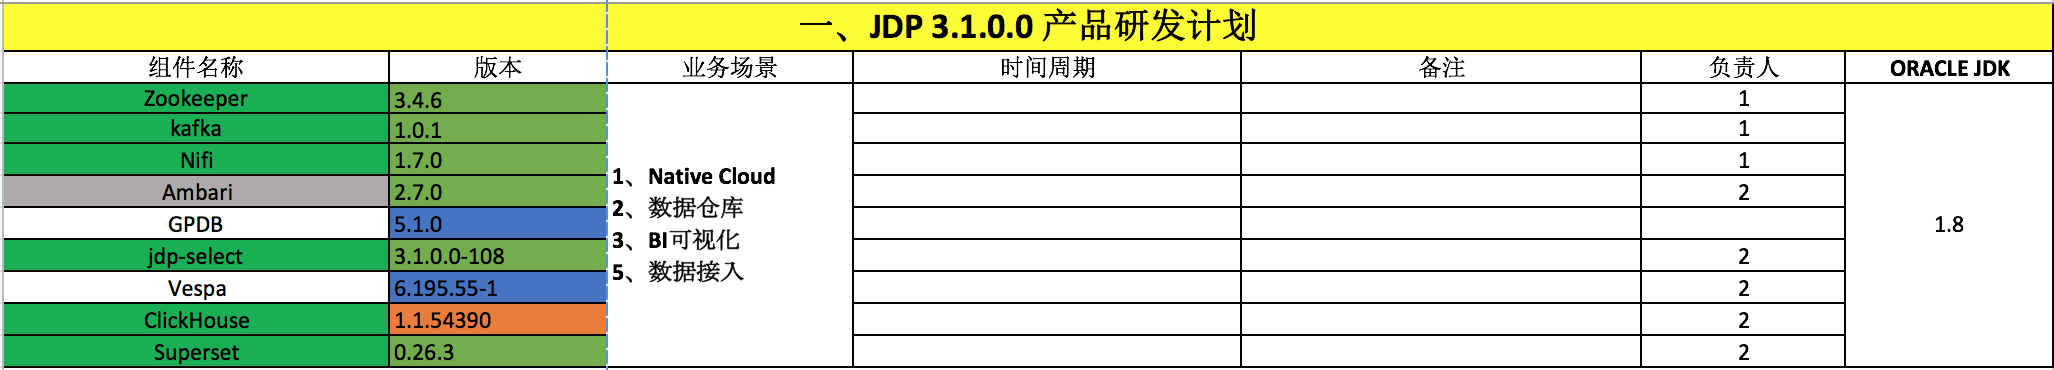 一、JDP 3.1.0.0 产品研发计划
组件名称 版本 业务场景 时间周期 备注 负责人 ORACLE JDK
Zookeeper 3.4.6 1
kafka 1.0.1 1
Nifi 1.7.0 1
Ambari 2.7.0 2
GPDB 5.1.0
jdp-select 3.1.0.0-108 2
Vespa 6.195.55-1 2
ClickHouse 1.1.54390 2
Superset 0.26.3 2
1、Native Cloud
2、数据仓库
3、BI可视化
5、数据接入
1.8